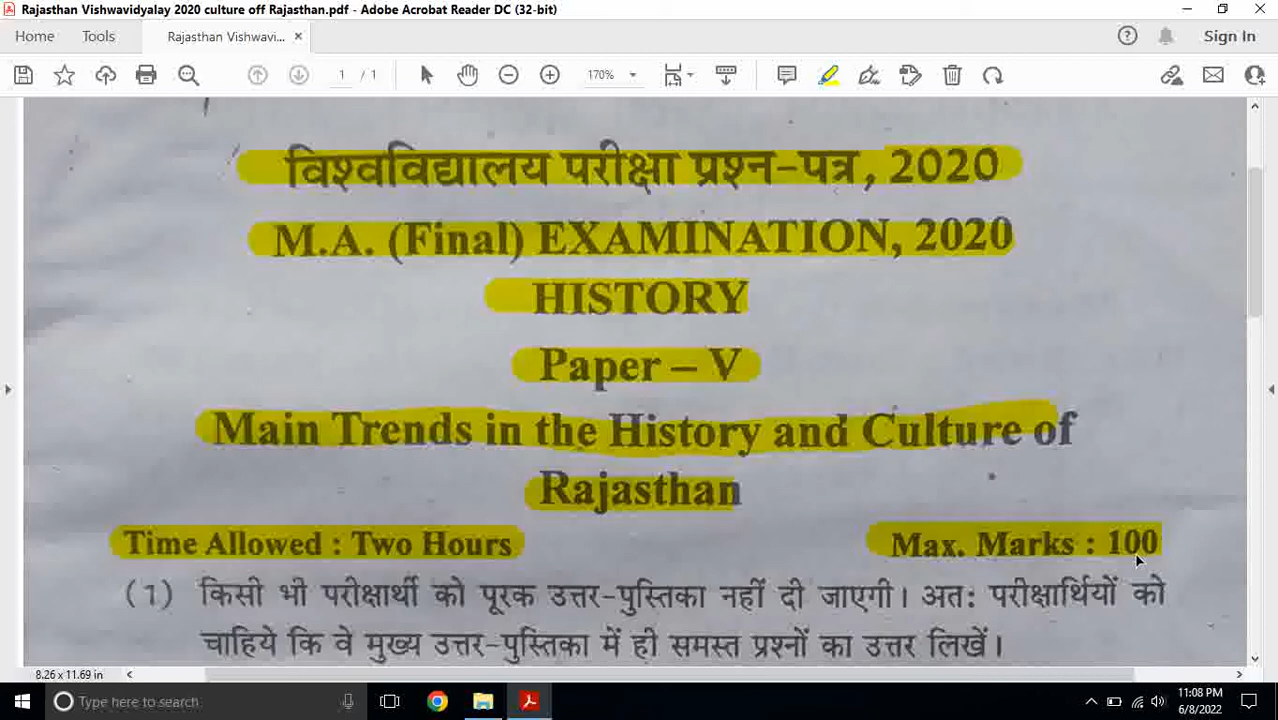 Rajasthan Vishwavidyalay 2020 culture off Rajasthan.pdf - Adobe Acrobat Reader DC (32-bit)
Home Tools Rajasthan Vishwavi... Sign In
1 / 1 170%
विश्वविद्यालय परीक्षा प्रश्न-पत्र, 2020
M.A. (Final) EXAMINATION, 2020
HISTORY
Paper – V
Main Trends in the History and Culture of
Rajasthan
Time Allowed : Two Hours Max. Marks : 100
(1) किसी भी परीक्षार्थी को पूरक उत्तर-पुस्तिका नहीं दी जाएगी। अतः परीक्षार्थियों को
चाहिये कि वे मुख्य उत्तर-पुस्तिका में ही समस्त प्रश्नों का उत्तर लिखें।
8.26 x 11.69 in
Type here to search
11:08 PM
6/8/2022